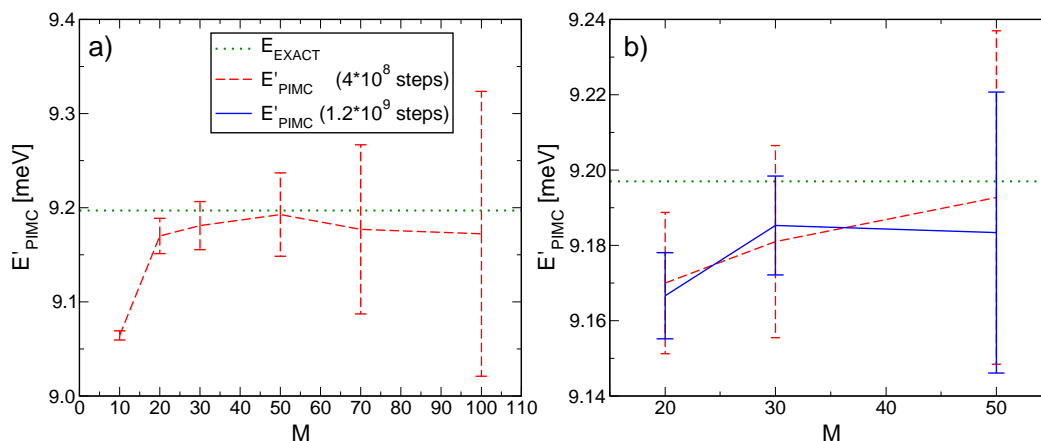 a)
E_EXACT
E'_PIMC (4*10^8 steps)
E'_PIMC (1.2*10^9 steps)
E'_PIMC [meV]
9.4
9.3
9.2
9.1
9.0
0 10 20 30 40 50 60 70 80 90 100 110
M
b)
E'_PIMC [meV]
9.24
9.22
9.20
9.18
9.16
9.14
20 30 40 50
M